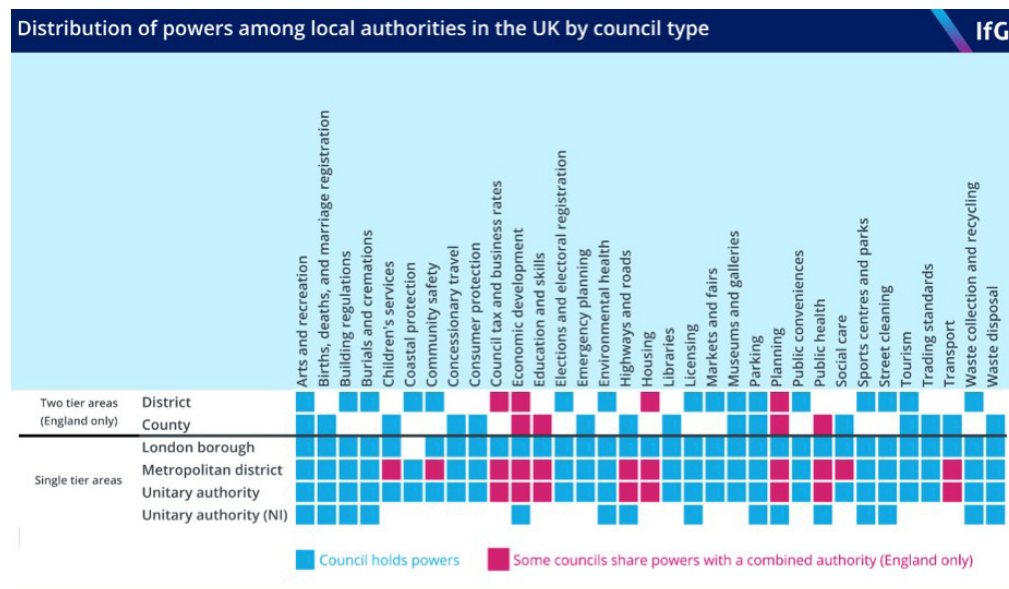 Distribution of powers among local authorities in the UK by council type
IfG
Arts and recreation
Births, deaths, and marriage registration
Building regulations
Burials and cremations
Children's services
Coastal protection
Community safety
Concessionary travel
Consumer protection
Council tax and business rates
Economic development
Education and skills
Elections and electoral registration
Emergency planning
Environmental health
Highways and roads
Housing
Libraries
Licensing
Markets and fairs
Museums and galleries
Parking
Planning
Public conveniences
Public health
Social care
Sports centres and parks
Street cleaning
Tourism
Trading standards
Transport
Waste collection and recycling
Waste disposal
Two tier areas
(England only)
District
County
Single tier areas
London borough
Metropolitan district
Unitary authority
Unitary authority (NI)
Council holds powers
Some councils share powers with a combined authority (England only)